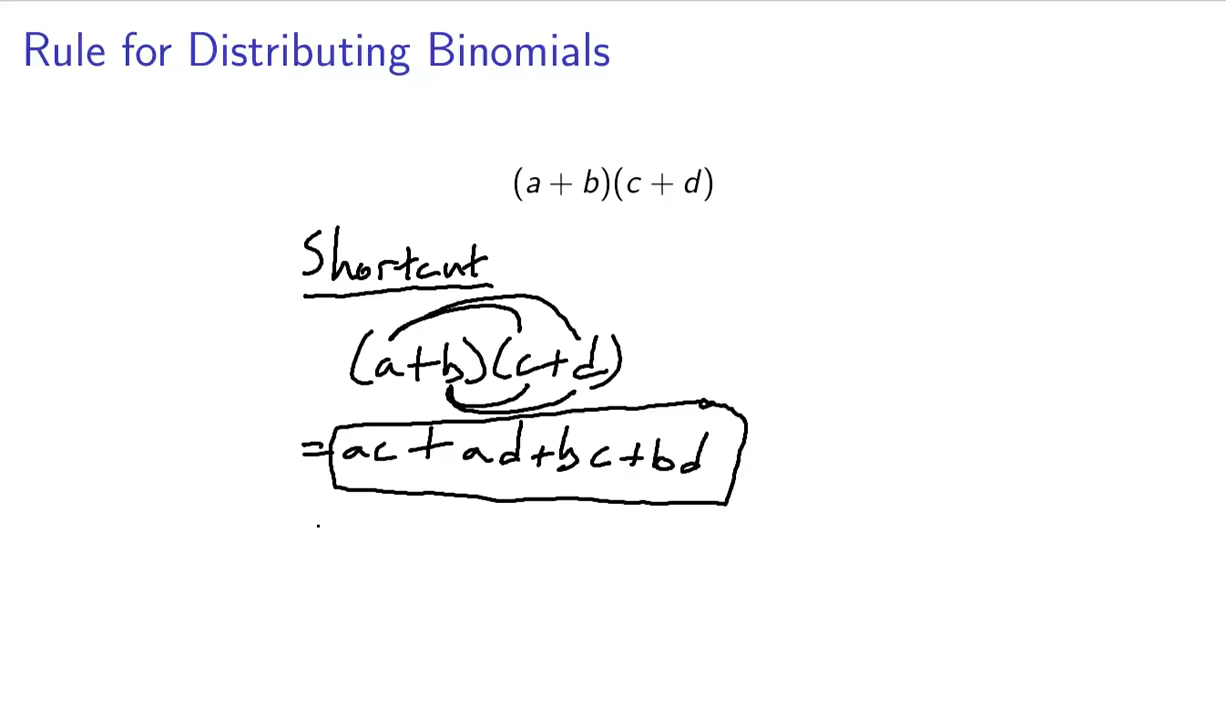 Rule for Distributing Binomials
(a + b)(c + d)
Shortcut
(a+b)(c+d)
=ac+ad+bc+bd